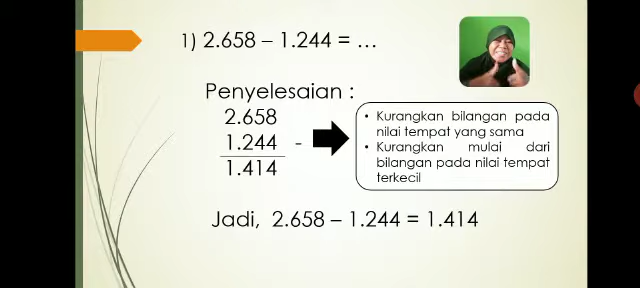 1) 2.658 – 1.244 = ...
Penyelesaian :
2.658
1.244 -
1.414
• Kurangkan bilangan pada
nilai tempat yang sama
• Kurangkan mulai dari
bilangan pada nilai tempat
terkecil
Jadi, 2.658 – 1.244 = 1.414